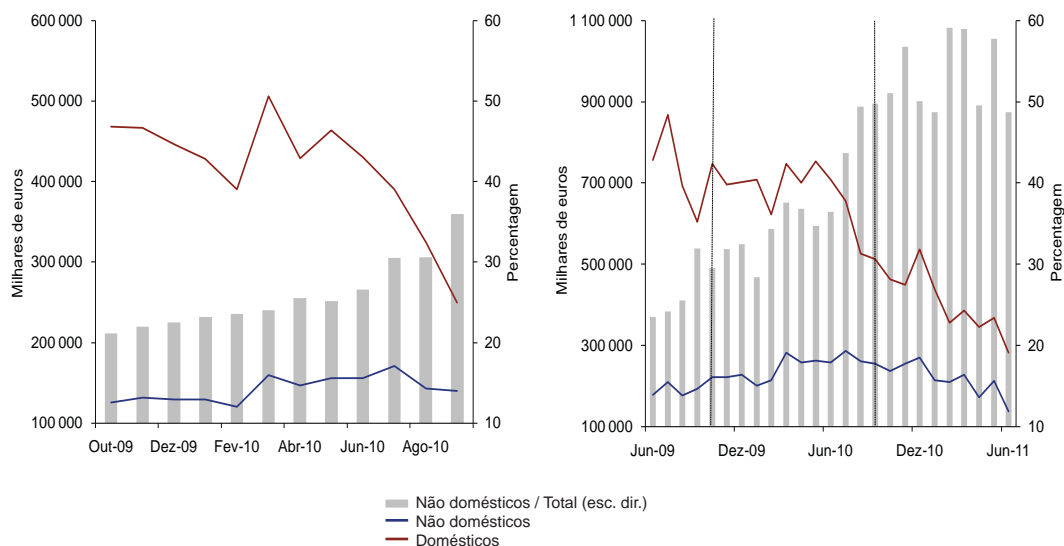 600 000
500 000
400 000
300 000
200 000
100 000
Milhares de euros
60
50
40
30
20
10
Percentagem
Out-09 Dez-09 Fev-10 Abr-10 Jun-10 Ago-10
1 100 000
900 000
700 000
500 000
300 000
100 000
Milhares de euros
60
50
40
30
20
10
Percentagem
Jun-09 Dez-09 Jun-10 Dez-10 Jun-11
Não domésticos / Total (esc. dir.)
Não domésticos
Domésticos